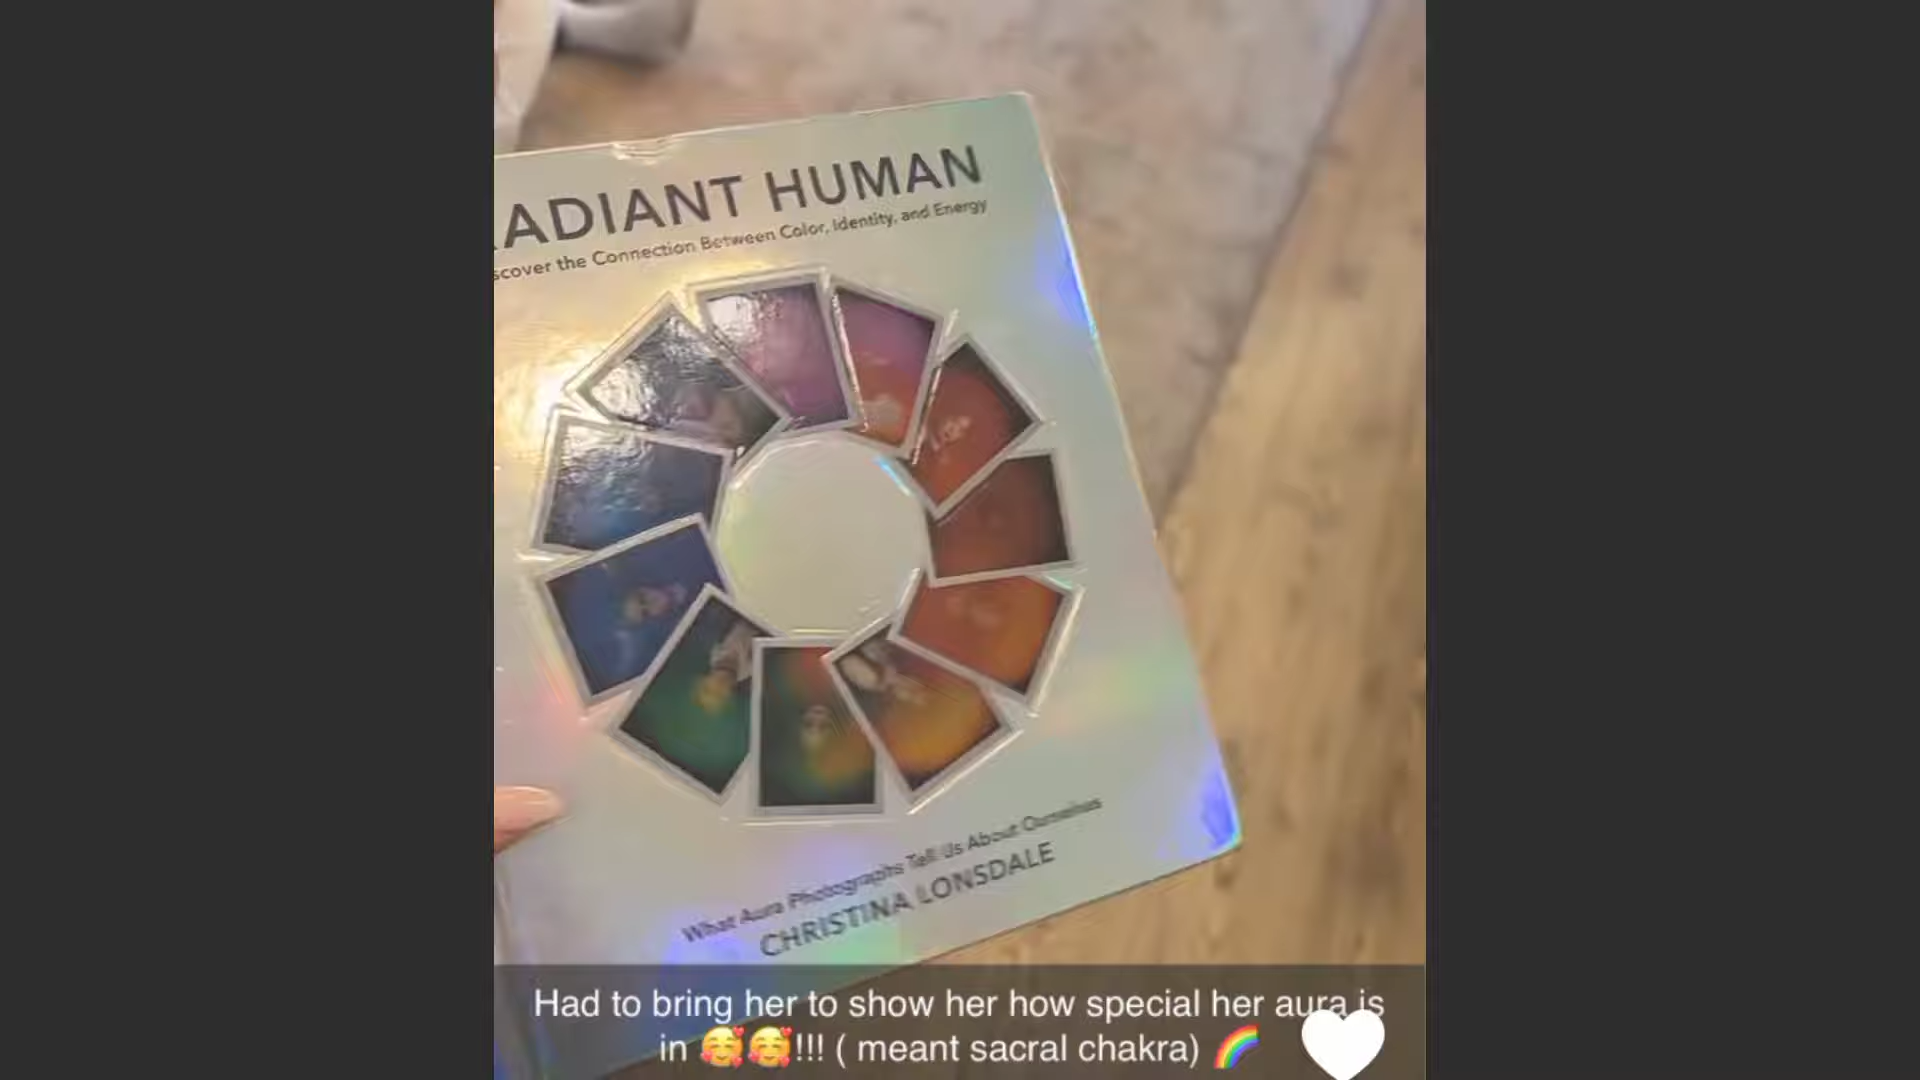 RADIANT HUMAN
scover the Connection Between Color, Identity, and Energy
What Aura Photographs Tell Us About Ourselves
CHRISTINA LONSDALE
Had to bring her to show her how special her aura is
in 🥰🥰!!! ( meant sacral chakra) 🌈